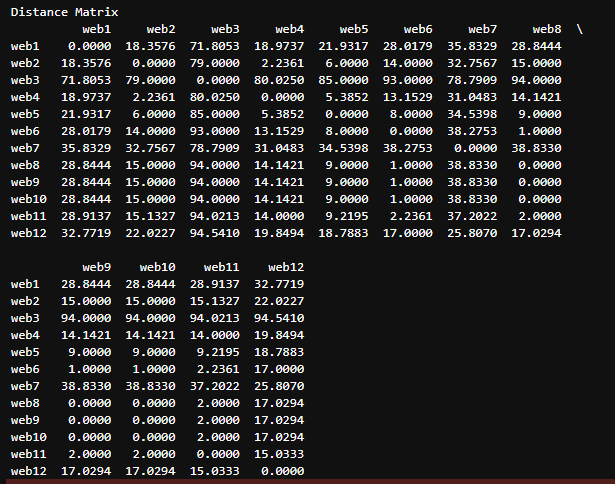 Distance Matrix
web1 web2 web3 web4 web5 web6 web7 web8 \
web1 0.0000 18.3576 71.8053 18.9737 21.9317 28.0179 35.8329 28.8444
web2 18.3576 0.0000 79.0000 2.2361 6.0000 14.0000 32.7567 15.0000
web3 71.8053 79.0000 0.0000 80.0250 85.0000 93.0000 78.7909 94.0000
web4 18.9737 2.2361 80.0250 0.0000 5.3852 13.1529 31.0483 14.1421
web5 21.9317 6.0000 85.0000 5.3852 0.0000 8.0000 34.5398 9.0000
web6 28.0179 14.0000 93.0000 13.1529 8.0000 0.0000 38.2753 1.0000
web7 35.8329 32.7567 78.7909 31.0483 34.5398 38.2753 0.0000 38.8330
web8 28.8444 15.0000 94.0000 14.1421 9.0000 1.0000 38.8330 0.0000
web9 28.8444 15.0000 94.0000 14.1421 9.0000 1.0000 38.8330 0.0000
web10 28.8444 15.0000 94.0000 14.1421 9.0000 1.0000 38.8330 0.0000
web11 28.9137 15.1327 94.0213 14.0000 9.2195 2.2361 37.2022 2.0000
web12 32.7719 22.0227 94.5410 19.8494 18.7883 17.0000 25.8070 17.0294
web9 web10 web11 web12
web1 28.8444 28.8444 28.9137 32.7719
web2 15.0000 15.0000 15.1327 22.0227
web3 94.0000 94.0000 94.0213 94.5410
web4 14.1421 14.1421 14.0000 19.8494
web5 9.0000 9.0000 9.2195 18.7883
web6 1.0000 1.0000 2.2361 17.0000
web7 38.8330 38.8330 37.2022 25.8070
web8 0.0000 0.0000 2.0000 17.0294
web9 0.0000 0.0000 2.0000 17.0294
web10 0.0000 0.0000 2.0000 17.0294
web11 2.0000 2.0000 0.0000 15.0333
web12 17.0294 17.0294 15.0333 0.0000